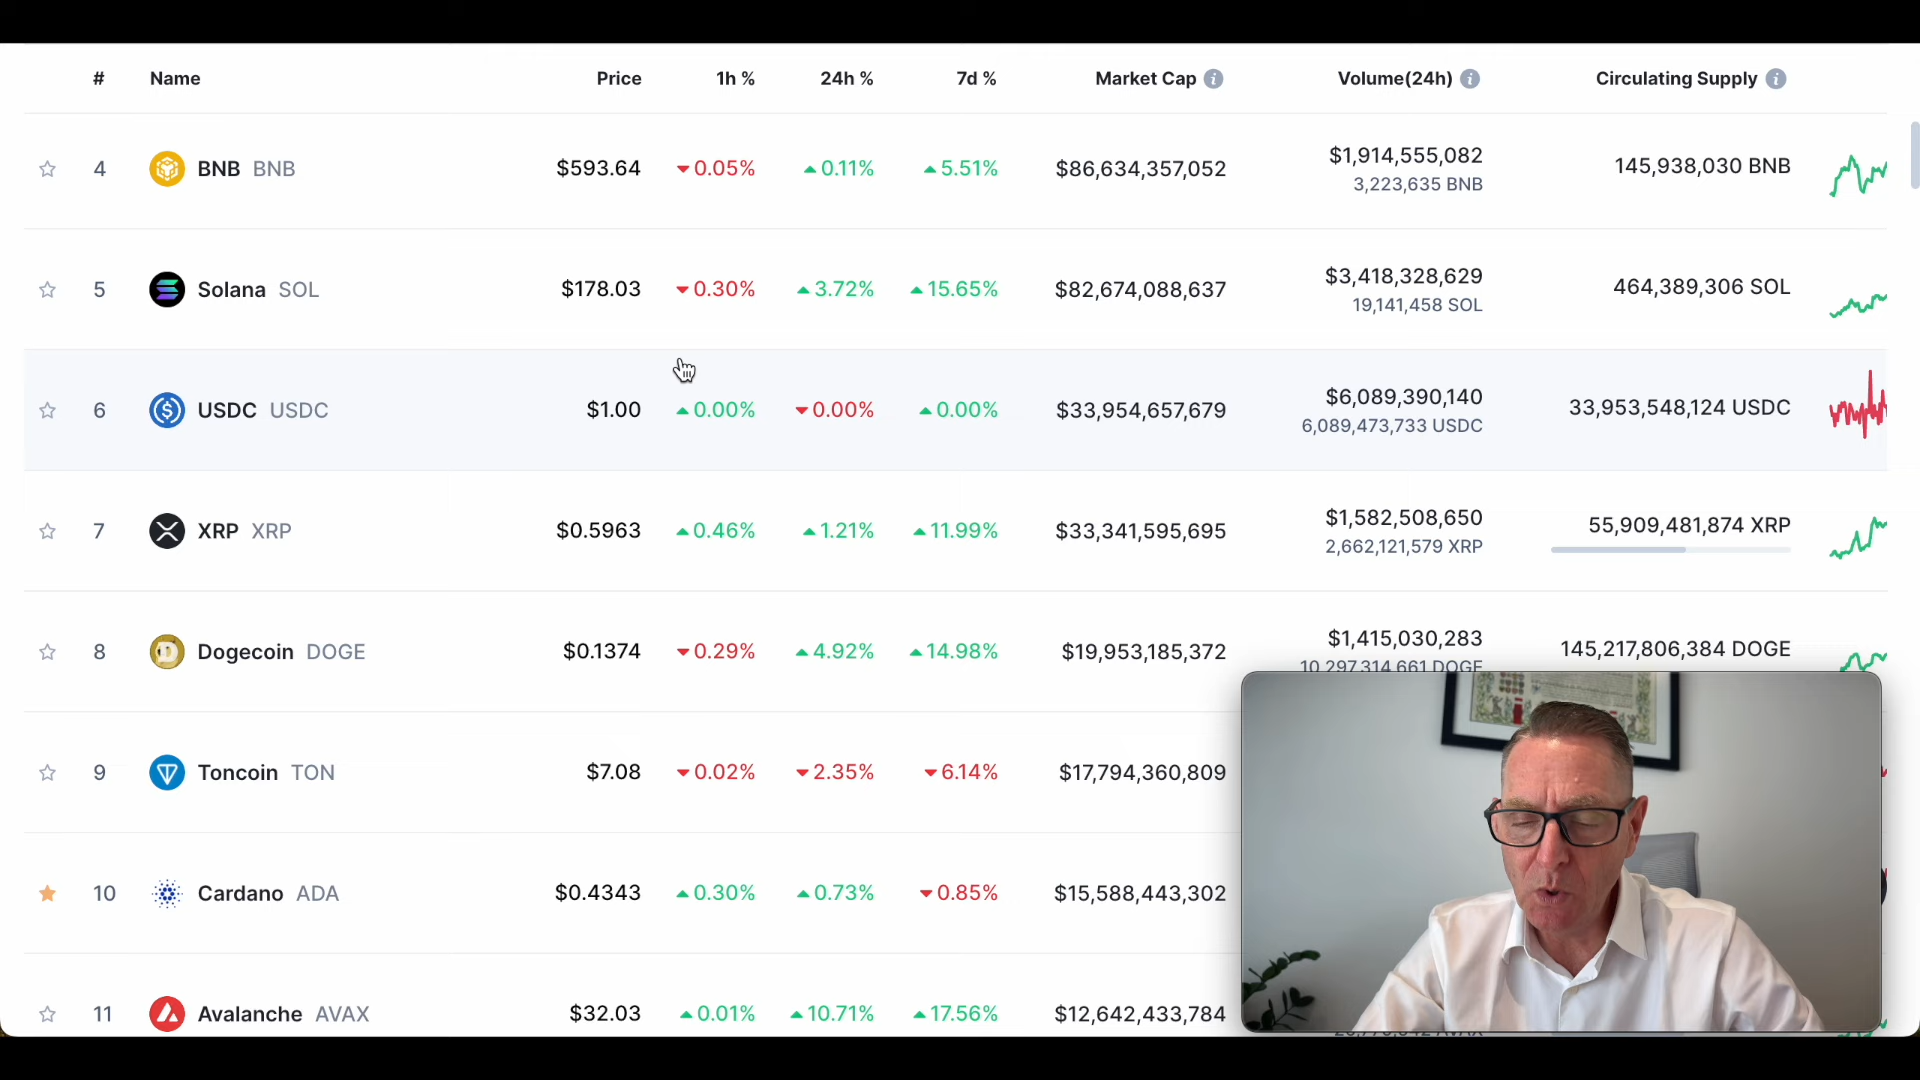 # Name Price 1h % 24h % 7d % Market Cap Volume(24h) Circulating Supply
4 BNB BNB $593.64 0.05% 0.11% 5.51% $86,634,357,052 $1,914,555,082 145,938,030 BNB
3,223,635 BNB
5 Solana SOL $178.03 0.30% 3.72% 15.65% $82,674,088,637 $3,418,328,629 464,389,306 SOL
19,141,458 SOL
6 USDC USDC $1.00 0.00% 0.00% 0.00% $33,954,657,679 $6,089,390,140 33,953,548,124 USDC
6,089,473,733 USDC
7 XRP XRP $0.5963 0.46% 1.21% 11.99% $33,341,595,695 $1,582,508,650 55,909,481,874 XRP
2,662,121,579 XRP
8 Dogecoin DOGE $0.1374 0.29% 4.92% 14.98% $19,953,185,372 $1,415,030,283 145,217,806,384 DOGE
10,297,314,661 DOGE
9 Toncoin TON $7.08 0.02% 2.35% 6.14% $17,794,360,809
10 Cardano ADA $0.4343 0.30% 0.73% 0.85% $15,588,443,302
11 Avalanche AVAX $32.03 0.01% 10.71% 17.56% $12,642,433,784